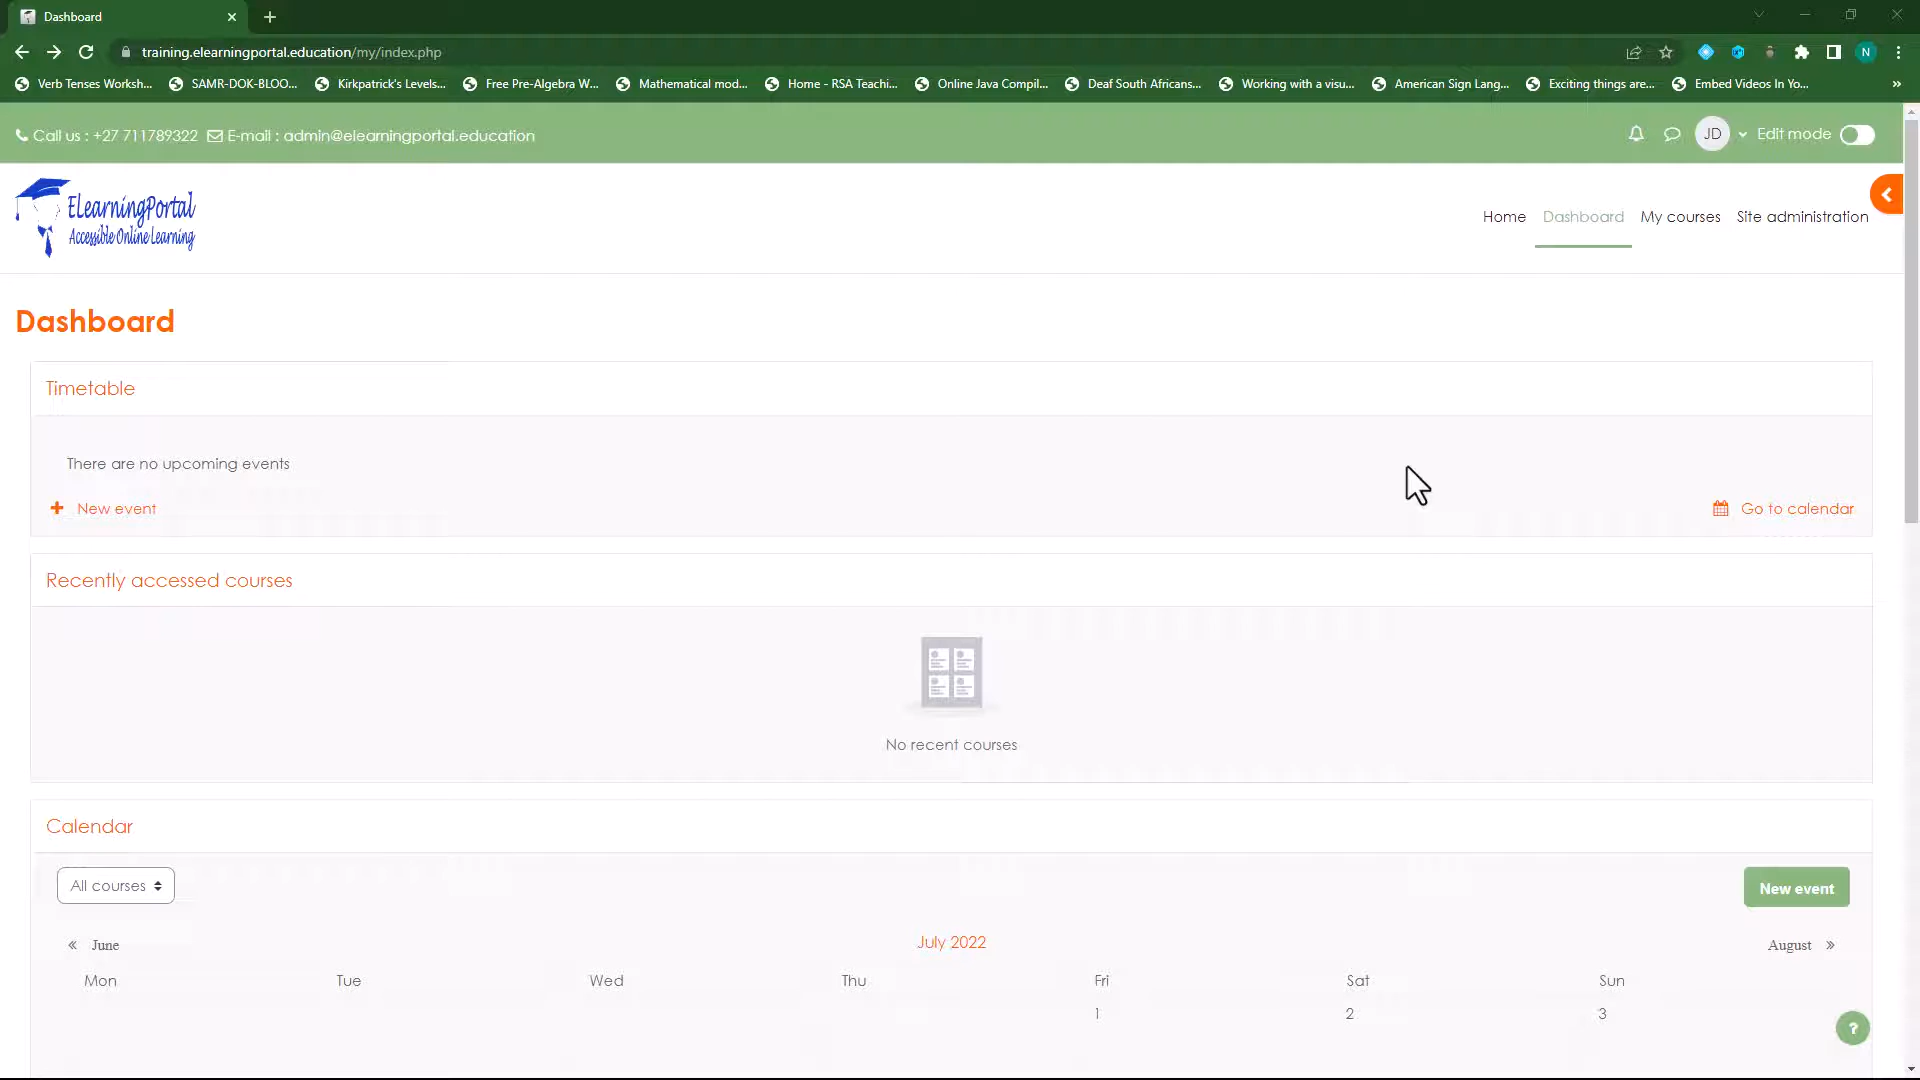 Dashboard
training.elearningportal.education/my/index.php
N
Verb Tenses Worksh... SAMR-DOK-BLOO... Kirkpatrick's Levels... Free Pre-Algebra W... Mathematical mod... Home - RSA Teachi... Online Java Compil... Deaf South Africans... Working with a visu... American Sign Lang... Exciting things are... Embed Videos In Yo... »
Call us : +27 711789322 E-mail : admin@elearningportal.education
JD Edit mode
ElearningPortal
Accessible Online Learning
Home Dashboard My courses Site administration
Dashboard
Timetable
There are no upcoming events
+ New event Go to calendar
Recently accessed courses
No recent courses
Calendar
All courses New event
« June July 2022 August »
Mon Tue Wed Thu Fri Sat Sun
1 2 3
?